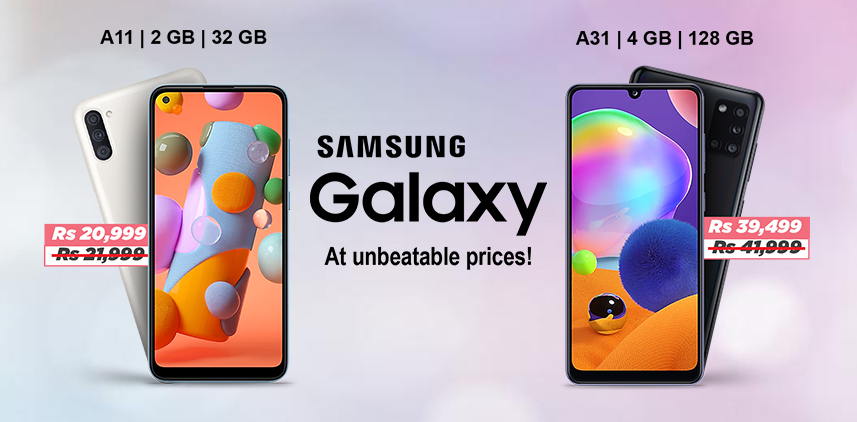 A11 | 2 GB | 32 GB
A31 | 4 GB | 128 GB
SAMSUNG
Galaxy
At unbeatable prices!
Rs 20,999
Rs 21,999
Rs 39,499
Rs 41,999